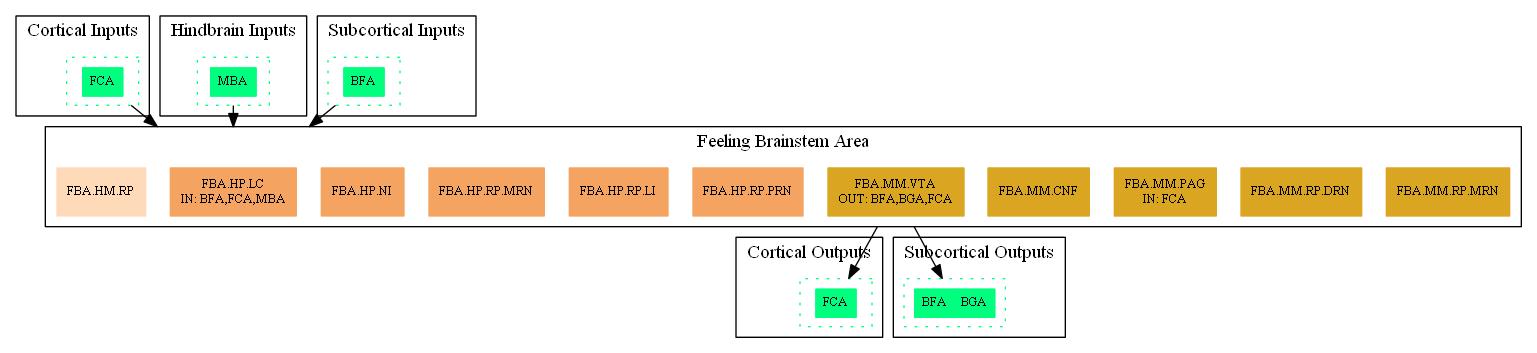 Cortical Inputs
Hindbrain Inputs
Subcortical Inputs
FCA
MBA
BFA
Feeling Brainstem Area
FBA.HM.RP
FBA.HP.LC
IN: BFA,FCA,MBA
FBA.HP.NI
FBA.HP.RP.MRN
FBA.HP.RP.LI
FBA.HP.RP.PRN
FBA.MM.VTA
OUT: BFA,BGA,FCA
FBA.MM.CNF
FBA.MM.PAG
IN: FCA
FBA.MM.RP.DRN
FBA.MM.RP.MRN
Cortical Outputs
Subcortical Outputs
FCA
BFA BGA